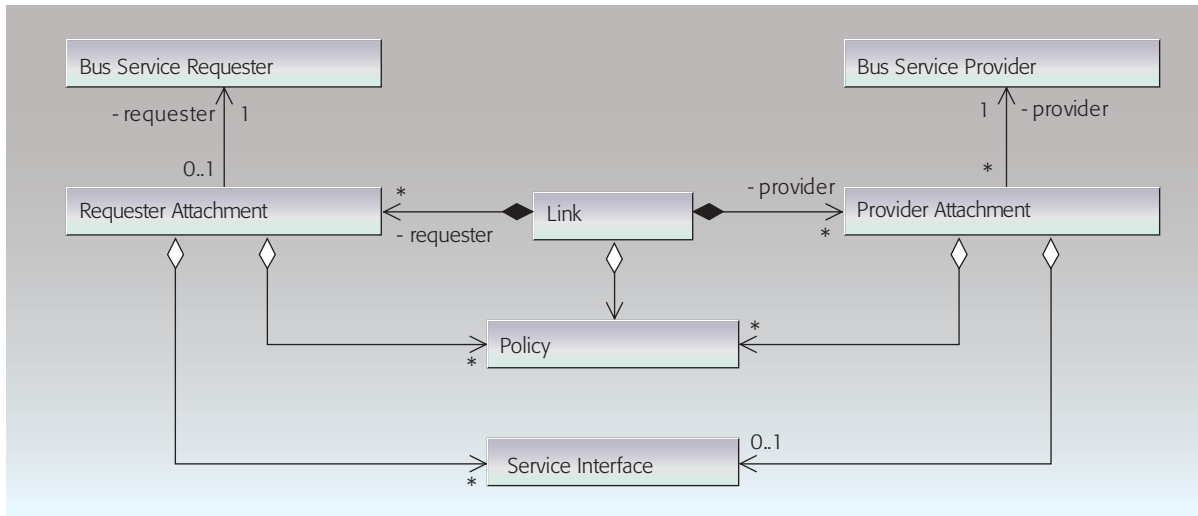 Bus Service Requester
Bus Service Provider
- requester 1
1 - provider
0..1
*
Requester Attachment
*
- requester
Link
- provider
*
Provider Attachment
Policy
*
*
Service Interface
*
0..1